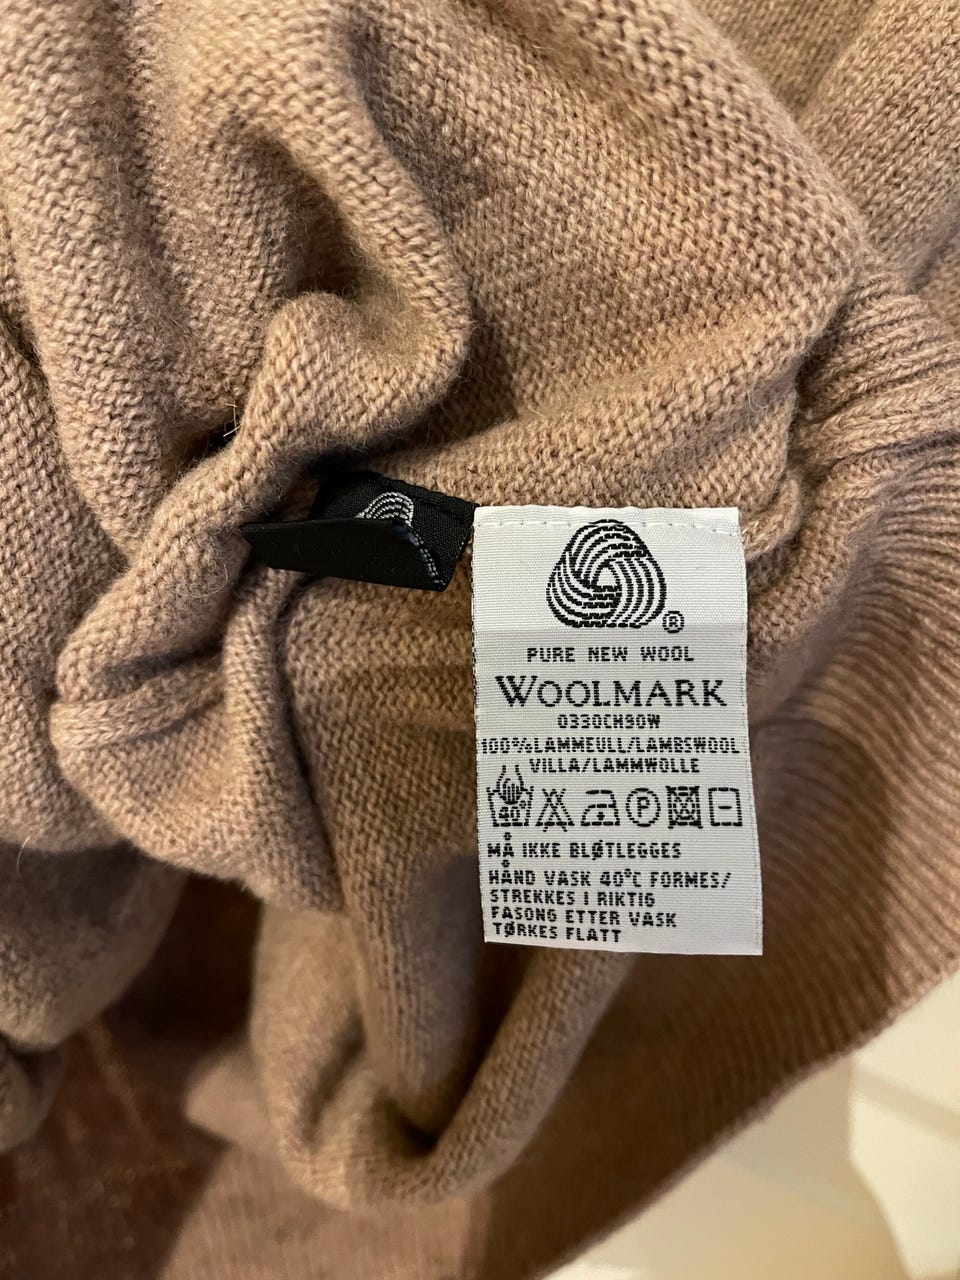 ®
PURE NEW WOOL
WOOLMARK
0330CH90W
100% LAMMEULL/LAMBSWOOL
VILLA/LAMMWOLLE
40° P
MÅ IKKE BLØTLEGGES
HÅND VASK 40°C FORMES/
STREKKES I RIKTIG
FASONG ETTER VASK
TØRKES FLATT